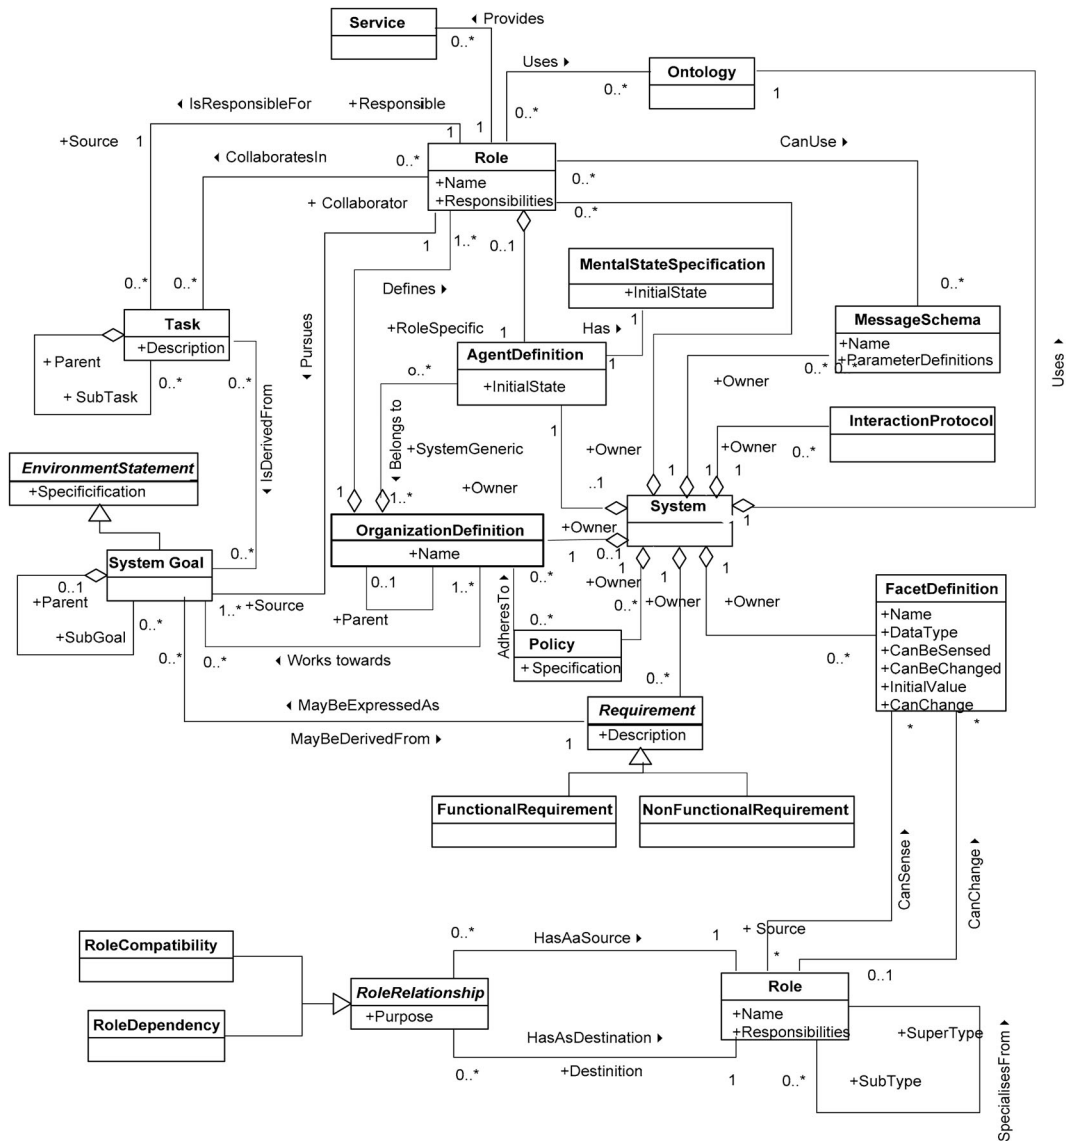 Service
◂ Provides
0..*
Uses ▸
Ontology
0..*
1
0..*
◂ IsResponsibleFor
+Responsible
+Source
1
1
1
CanUse ▸
◂ CollaboratesIn
0..*
Role
+Name
+Responsibilities
0..*
0..*
+ Collaborator
1
1..*
0..1
MentalStateSpecification
+InitialState
0..*
0..*
Defines ▸
0..*
Task
+Description
+ Parent
+ SubTask
0..*
0..*
◂ Pursues
+RoleSpecific
1
Has ▸
1
1
MessageSchema
+Name
+ParameterDefinitions
0..*
0..*
Uses ▸
AgentDefinition
+InitialState
o..*
+Owner
◂ IsDerivedFrom
◂ Belongs to
1
InteractionProtocol
+SystemGeneric
+Owner
+Owner
0..*
EnvironmentStatement
+Specificification
1
1..*
+Owner
..1
1
1
System
1
1
OrganizationDefinition
+Name
+Owner
1
0..1
System Goal
0..*
0..1
+Parent
+SubGoal
0..*
1..*
+Source
0..1
1..*
+Parent
AdheresTo ▸
0..*
0..*
1
+Owner
0..*
1
+Owner
1
+Owner
FacetDefinition
+Name
+DataType
+CanBeSensed
+CanBeChanged
+InitialValue
+CanChange
Policy
+ Specification
0..*
0..*
0..*
◂ Works towards
0..*
◂ MayBeExpressedAs
MayBeDerivedFrom ▸
1
Requirement
+Description
*
*
FunctionalRequirement
NonFunctionalRequirement
CanSense ▸
CanChange ▸
RoleCompatibility
0..*
HasAaSource ▸
1
+ Source
*
0..1
RoleRelationship
+Purpose
Role
+Name
+Responsibilities
RoleDependency
HasAsDestination ▸
0..*
+Destinition
1
0..*
+SuperType
+SubType
SpecialisesFrom ▸